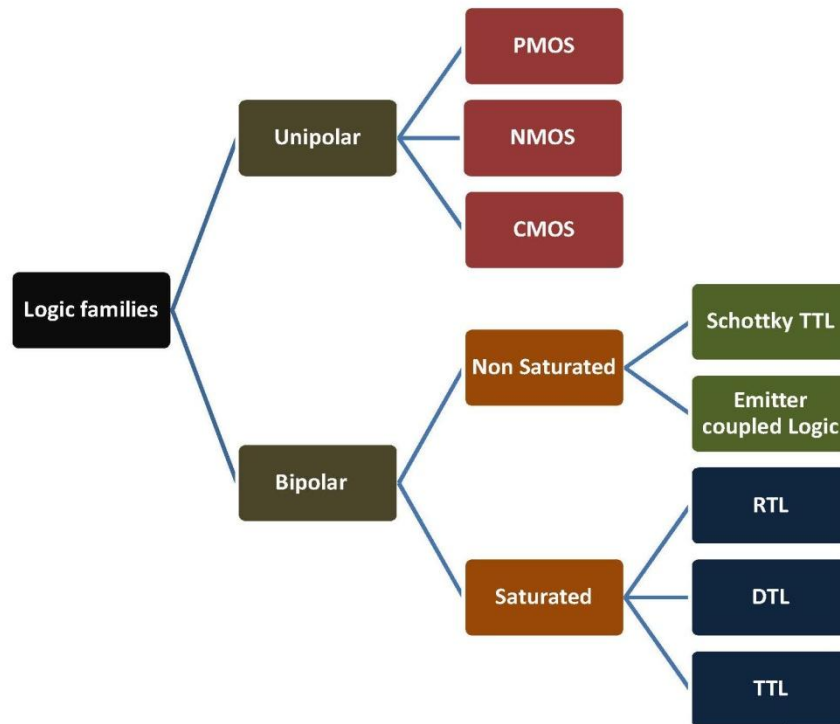 PMOS
Unipolar
NMOS
CMOS
Logic families
Schottky TTL
Non Saturated
Emitter
coupled Logic
Bipolar
RTL
Saturated
DTL
TTL